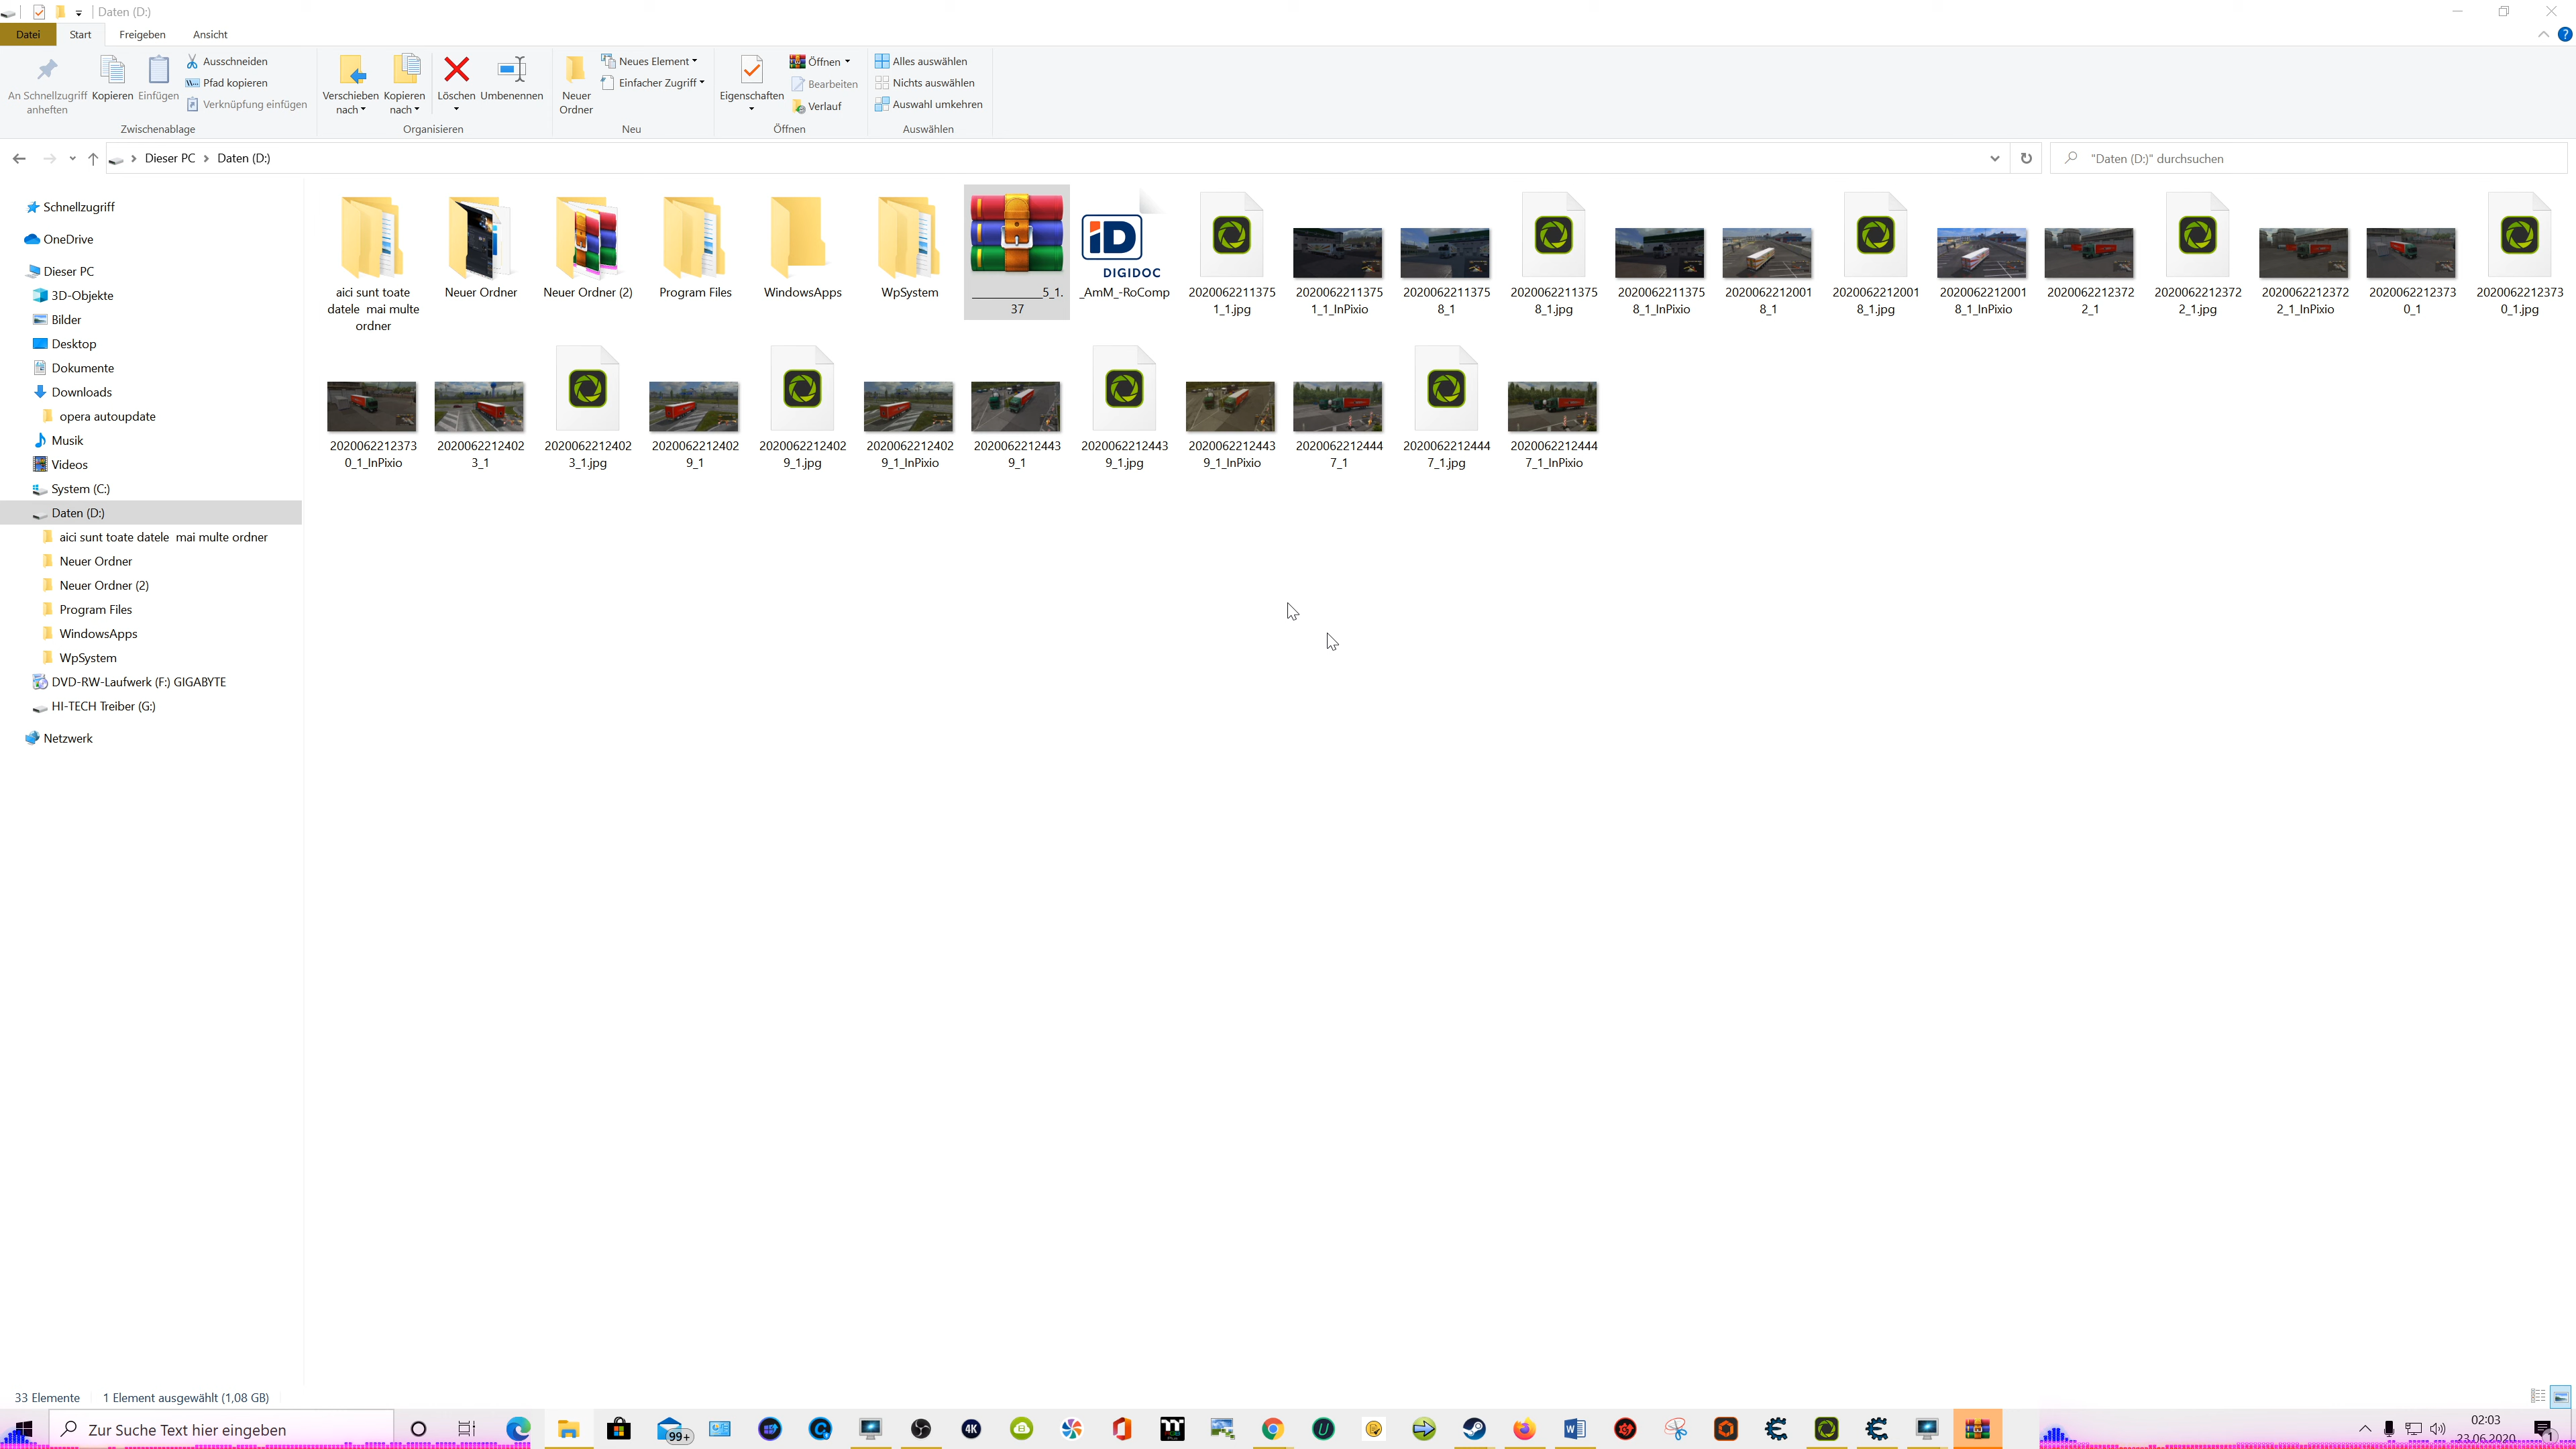 Daten (D:)
Datei Start Freigeben Ansicht
An Schnellzugriff anheften
Kopieren
Einfügen
Ausschneiden
Pfad kopieren
Verknüpfung einfügen
Zwischenablage
Verschieben nach
Kopieren nach
Löschen
Umbenennen
Organisieren
Neuer Ordner
Neues Element
Einfacher Zugriff
Neu
Eigenschaften
Öffnen
Bearbeiten
Verlauf
Öffnen
Alles auswählen
Nichts auswählen
Auswahl umkehren
Auswählen
Dieser PC > Daten (D:)
"Daten (D:)" durchsuchen
Schnellzugriff
OneDrive
Dieser PC
3D-Objekte
Bilder
Desktop
Dokumente
Downloads
opera autoupdate
Musik
Videos
System (C:)
Daten (D:)
aici sunt toate datele  mai multe ordner
Neuer Ordner
Neuer Ordner (2)
Program Files
WindowsApps
WpSystem
DVD-RW-Laufwerk (F:) GIGABYTE
HI-TECH Treiber (G:)
Netzwerk
aici sunt toate
datele  mai multe
ordner
Neuer Ordner
Neuer Ordner (2)
Program Files
WindowsApps
WpSystem
____________5_1.
37
iD
DIGIDOC
_AmM_-RoComp
2020062211375
1_1.jpg
2020062211375
1_1_InPixio
2020062211375
8_1
2020062211375
8_1.jpg
2020062211375
8_1_InPixio
2020062212001
8_1
2020062212001
8_1.jpg
2020062212001
8_1_InPixio
2020062212372
2_1
2020062212372
2_1.jpg
2020062212372
2_1_InPixio
2020062212373
0_1
2020062212373
0_1.jpg
2020062212373
0_1_InPixio
2020062212402
3_1
2020062212402
3_1.jpg
2020062212402
9_1
2020062212402
9_1.jpg
2020062212402
9_1_InPixio
2020062212443
9_1
2020062212443
9_1.jpg
2020062212443
9_1_InPixio
2020062212444
7_1
2020062212444
7_1.jpg
2020062212444
7_1_InPixio
33 Elemente 1 Element ausgewählt (1,08 GB)
Zur Suche Text hier eingeben
99+
4K
02:03
23.06.2020
1